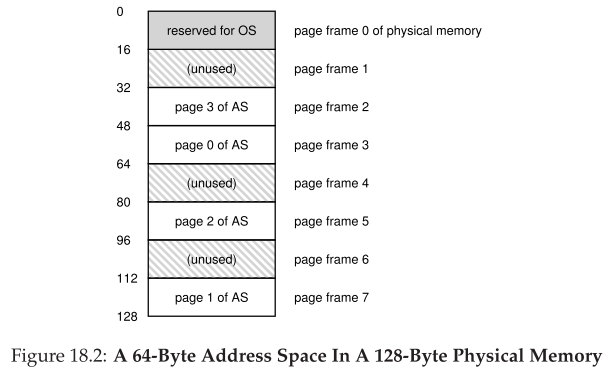 0
reserved for OS page frame 0 of physical memory
16
(unused) page frame 1
32
page 3 of AS page frame 2
48
page 0 of AS page frame 3
64
(unused) page frame 4
80
page 2 of AS page frame 5
96
(unused) page frame 6
112
page 1 of AS page frame 7
128
Figure 18.2: A 64-Byte Address Space In A 128-Byte Physical Memory